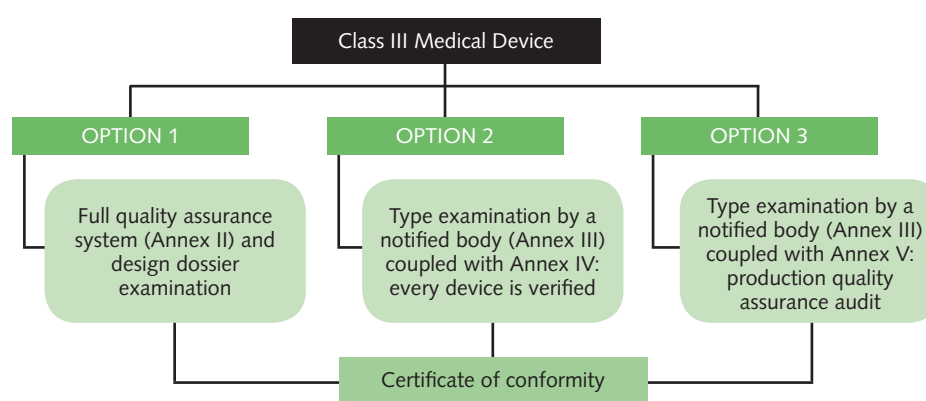 Class III Medical Device
OPTION 1
Full quality assurance
system (Annex II) and
design dossier
examination
OPTION 2
Type examination by a
notified body (Annex III)
coupled with Annex IV:
every device is verified
OPTION 3
Type examination by a
notified body (Annex III)
coupled with Annex V:
production quality
assurance audit
Certificate of conformity